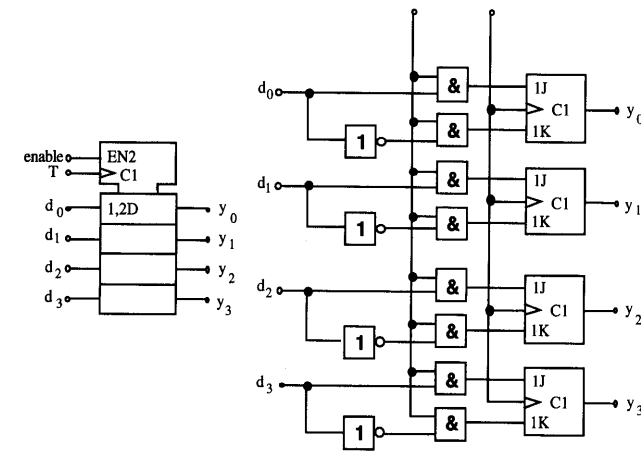 enable
EN2
T
C1
d0
1,2D
y0
d1
y1
d2
y2
d3
y3
d0
&
1J
C1
y0
&
1K
1
d1
&
1J
C1
y1
&
1K
1
d2
&
1J
C1
y2
&
1K
1
d3
&
1J
C1
y3
&
1K
1